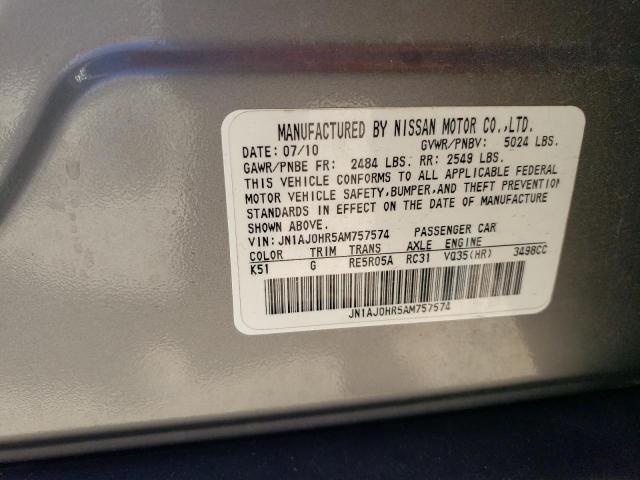 MANUFACTURED BY NISSAN MOTOR CO.,LTD.
DATE: 07/10 GVWR/PNBV: 5024 LBS.
GAWR/PNBE FR: 2484 LBS. RR: 2549 LBS.
THIS VEHICLE CONFORMS TO ALL APPLICABLE FEDERAL
MOTOR VEHICLE SAFETY,BUMPER,AND THEFT PREVENTION
STANDARDS IN EFFECT ON THE DATE OF MANUFACTURE
SHOWN ABOVE.
VIN: JN1AJ0HR5AM757574 PASSENGER CAR
COLOR TRIM TRANS AXLE ENGINE
K51 G RE5R05A RC31 VQ35(HR) 3498CC
JN1AJ0HR5AM757574